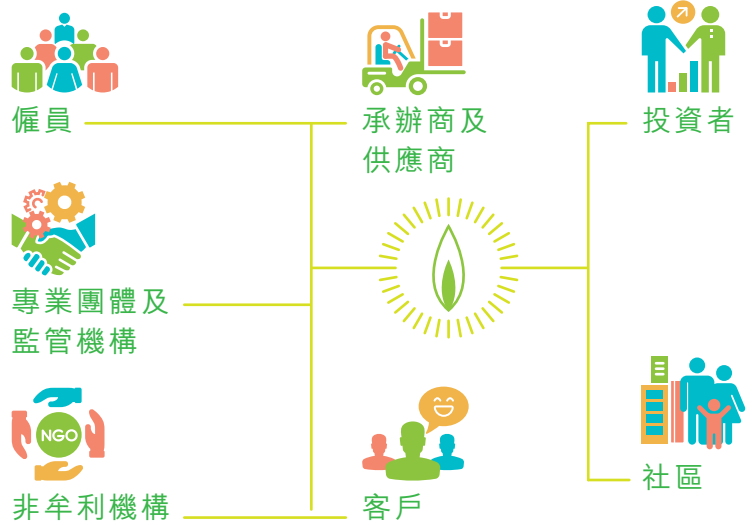 僱員
承辦商及
供應商
投資者
專業團體及
監管機構
NGO
非牟利機構
客戶
社區